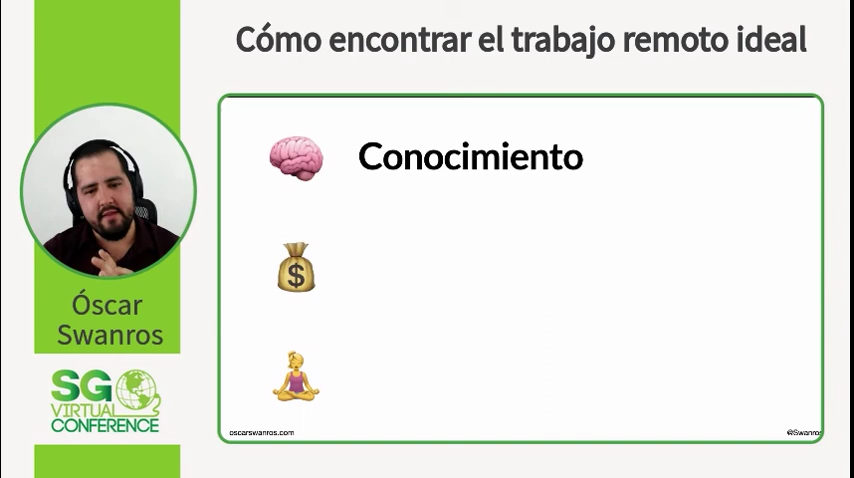 Cómo encontrar el trabajo remoto ideal
Conocimiento
$
Óscar
Swanros
SG
VIRTUAL
CONFERENCE
oscarswanros.com
@Swanros